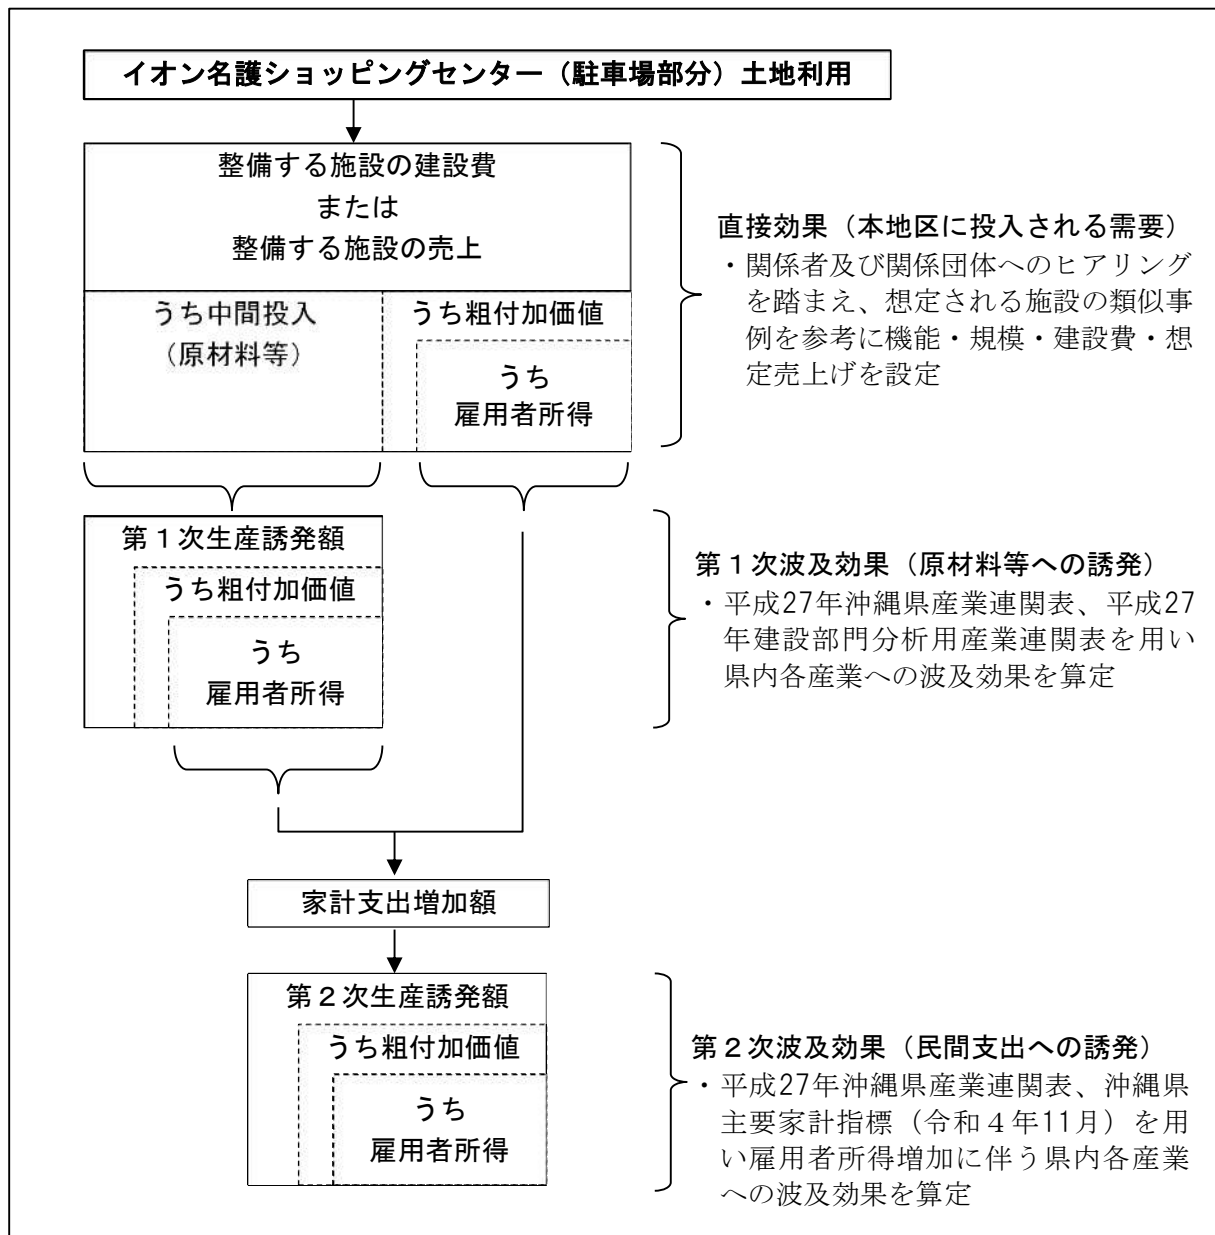 イオン名護ショッピングセンター（駐車場部分）土地利用
整備する施設の建設費
または
整備する施設の売上
うち中間投入
（原材料等）
うち粗付加価値
うち
雇用者所得
直接効果（本地区に投入される需要）
・関係者及び関係団体へのヒアリング
を踏まえ、想定される施設の類似事
例を参考に機能・規模・建設費・想
定売上げを設定
第１次生産誘発額
うち粗付加価値
うち
雇用者所得
第１次波及効果（原材料等への誘発）
・平成27年沖縄県産業連関表、平成27
年建設部門分析用産業連関表を用い
県内各産業への波及効果を算定
家計支出増加額
第２次生産誘発額
うち粗付加価値
うち
雇用者所得
第２次波及効果（民間支出への誘発）
・平成27年沖縄県産業連関表、沖縄県
主要家計指標（令和４年11月）を用
い雇用者所得増加に伴う県内各産業
への波及効果を算定